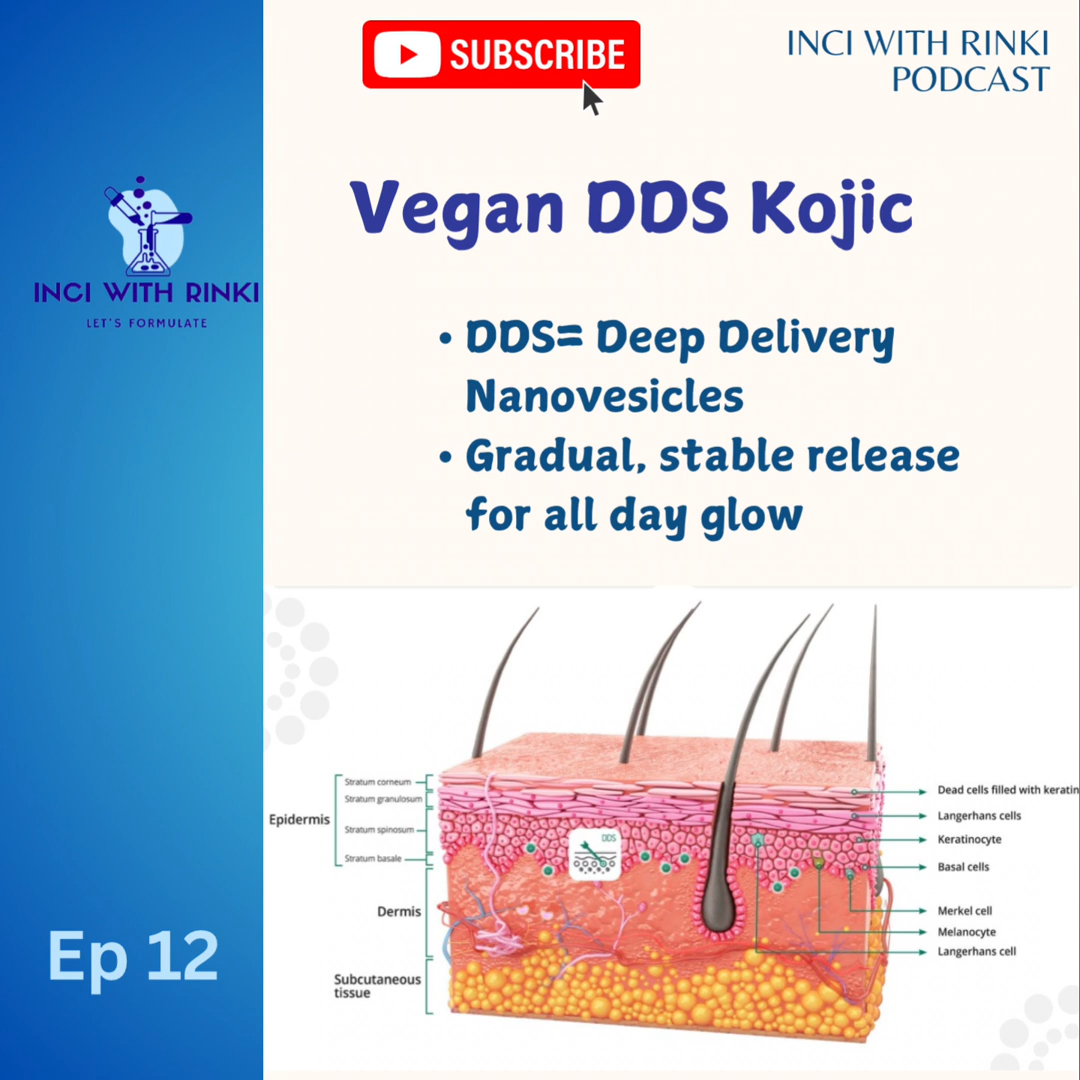 SUBSCRIBE
INCI WITH RINKI
PODCAST
INCI WITH RINKI
LET'S FORMULATE
Vegan DDS Kojic
• DDS= Deep Delivery
Nanovesicles
• Gradual, stable release
for all day glow
Epidermis
Stratum corneum
Stratum granulosum
Stratum spinosum
Stratum basale
Dermis
Subcutaneous
tissue
DDS
Dead cells filled with keratin
Langerhans cells
Keratinocyte
Basal cells
Merkel cell
Melanocyte
Langerhans cell
Ep 12